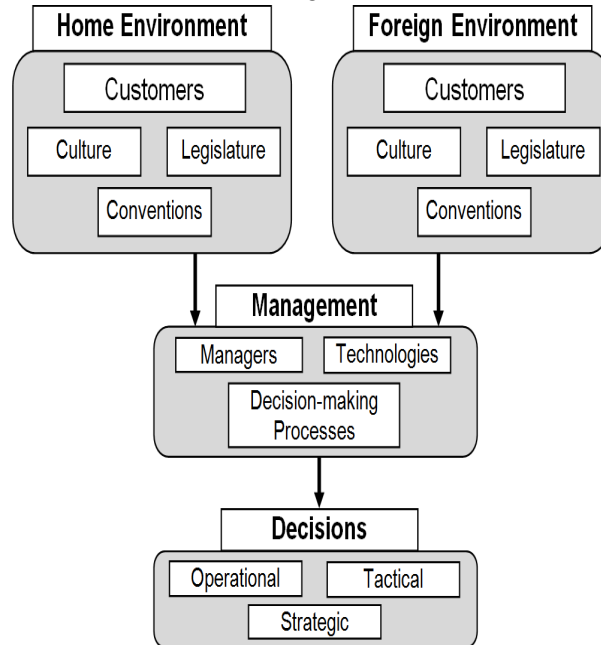 Home Environment
Customers
Culture
Legislature
Conventions
Foreign Environment
Customers
Culture
Legislature
Conventions
Management
Managers
Technologies
Decision-making
Processes
Decisions
Operational
Tactical
Strategic